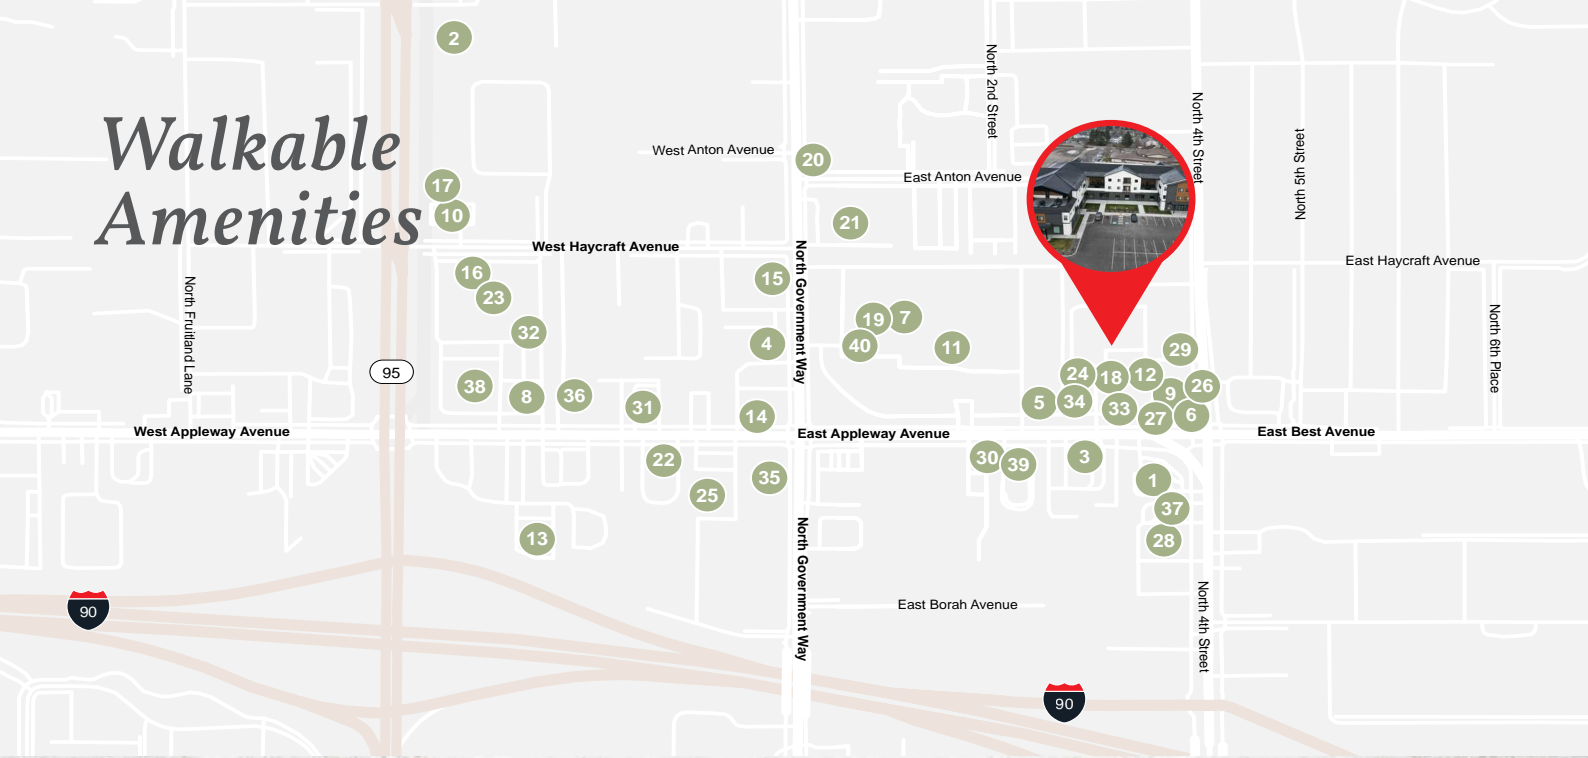 Walkable
Amenities
2
17
10
16
23
32
38
8
36
31
4
14
15
20
21
19
7
40
11
22
25
35
13
5
24
34
18
33
12
9
27
29
26
6
30
39
3
1
37
28
West Anton Avenue
East Anton Avenue
West Haycraft Avenue
East Haycraft Avenue
West Appleway Avenue
East Appleway Avenue
East Best Avenue
East Borah Avenue
North Fruitland Lane
North Government Way
North Government Way
North 2nd Street
North 4th Street
North 4th Street
North 5th Street
North 6th Place
95
90
90